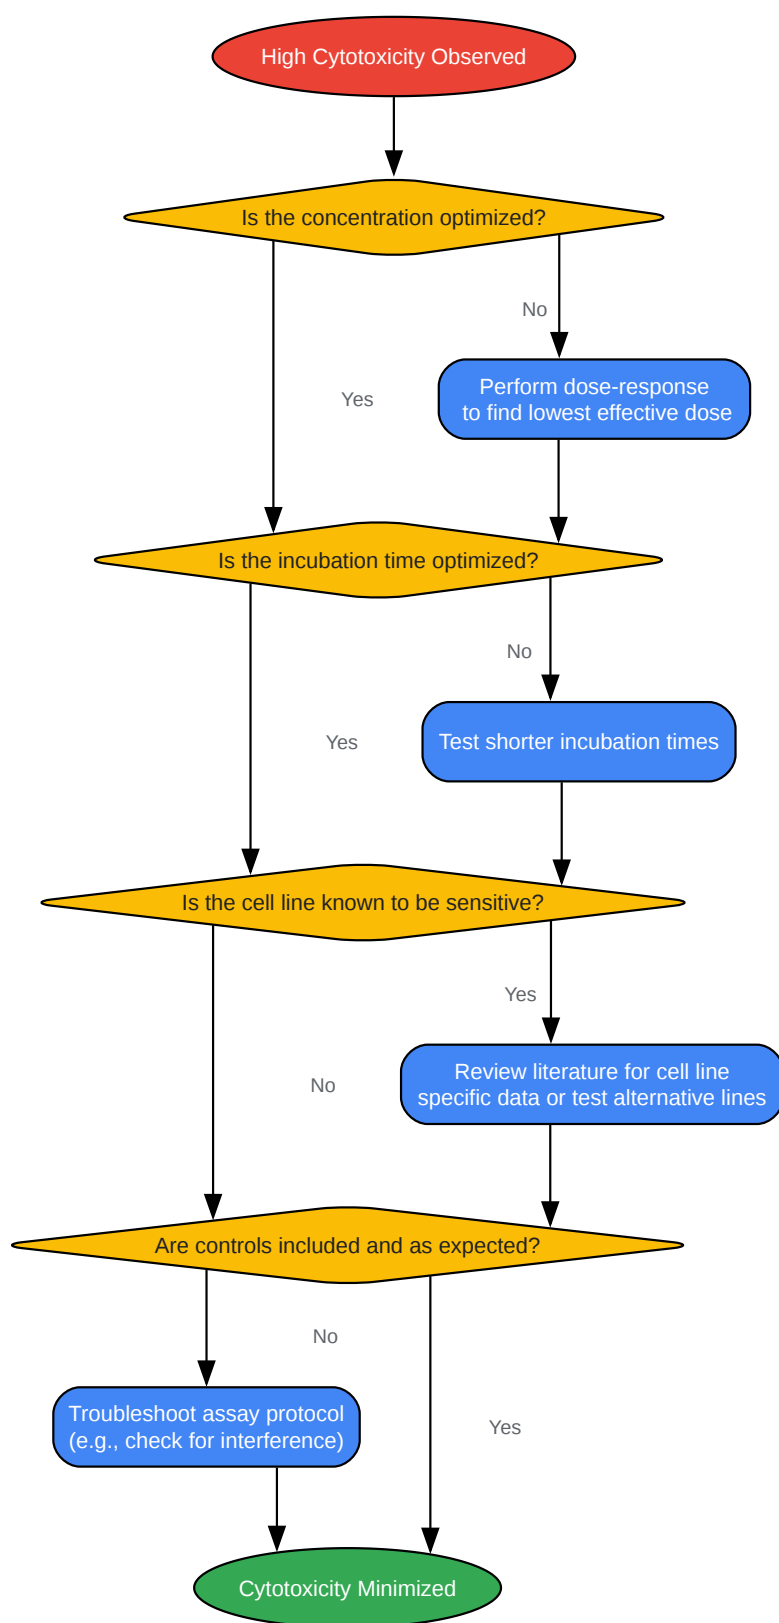 High Cytotoxicity Observed
Is the concentration optimized?
No
Perform dose-response
to find lowest effective dose
Yes
Is the incubation time optimized?
No
Test shorter incubation times
Yes
Is the cell line known to be sensitive?
Yes
Review literature for cell line
specific data or test alternative lines
No
Are controls included and as expected?
No
Troubleshoot assay protocol
(e.g., check for interference)
Yes
Cytotoxicity Minimized